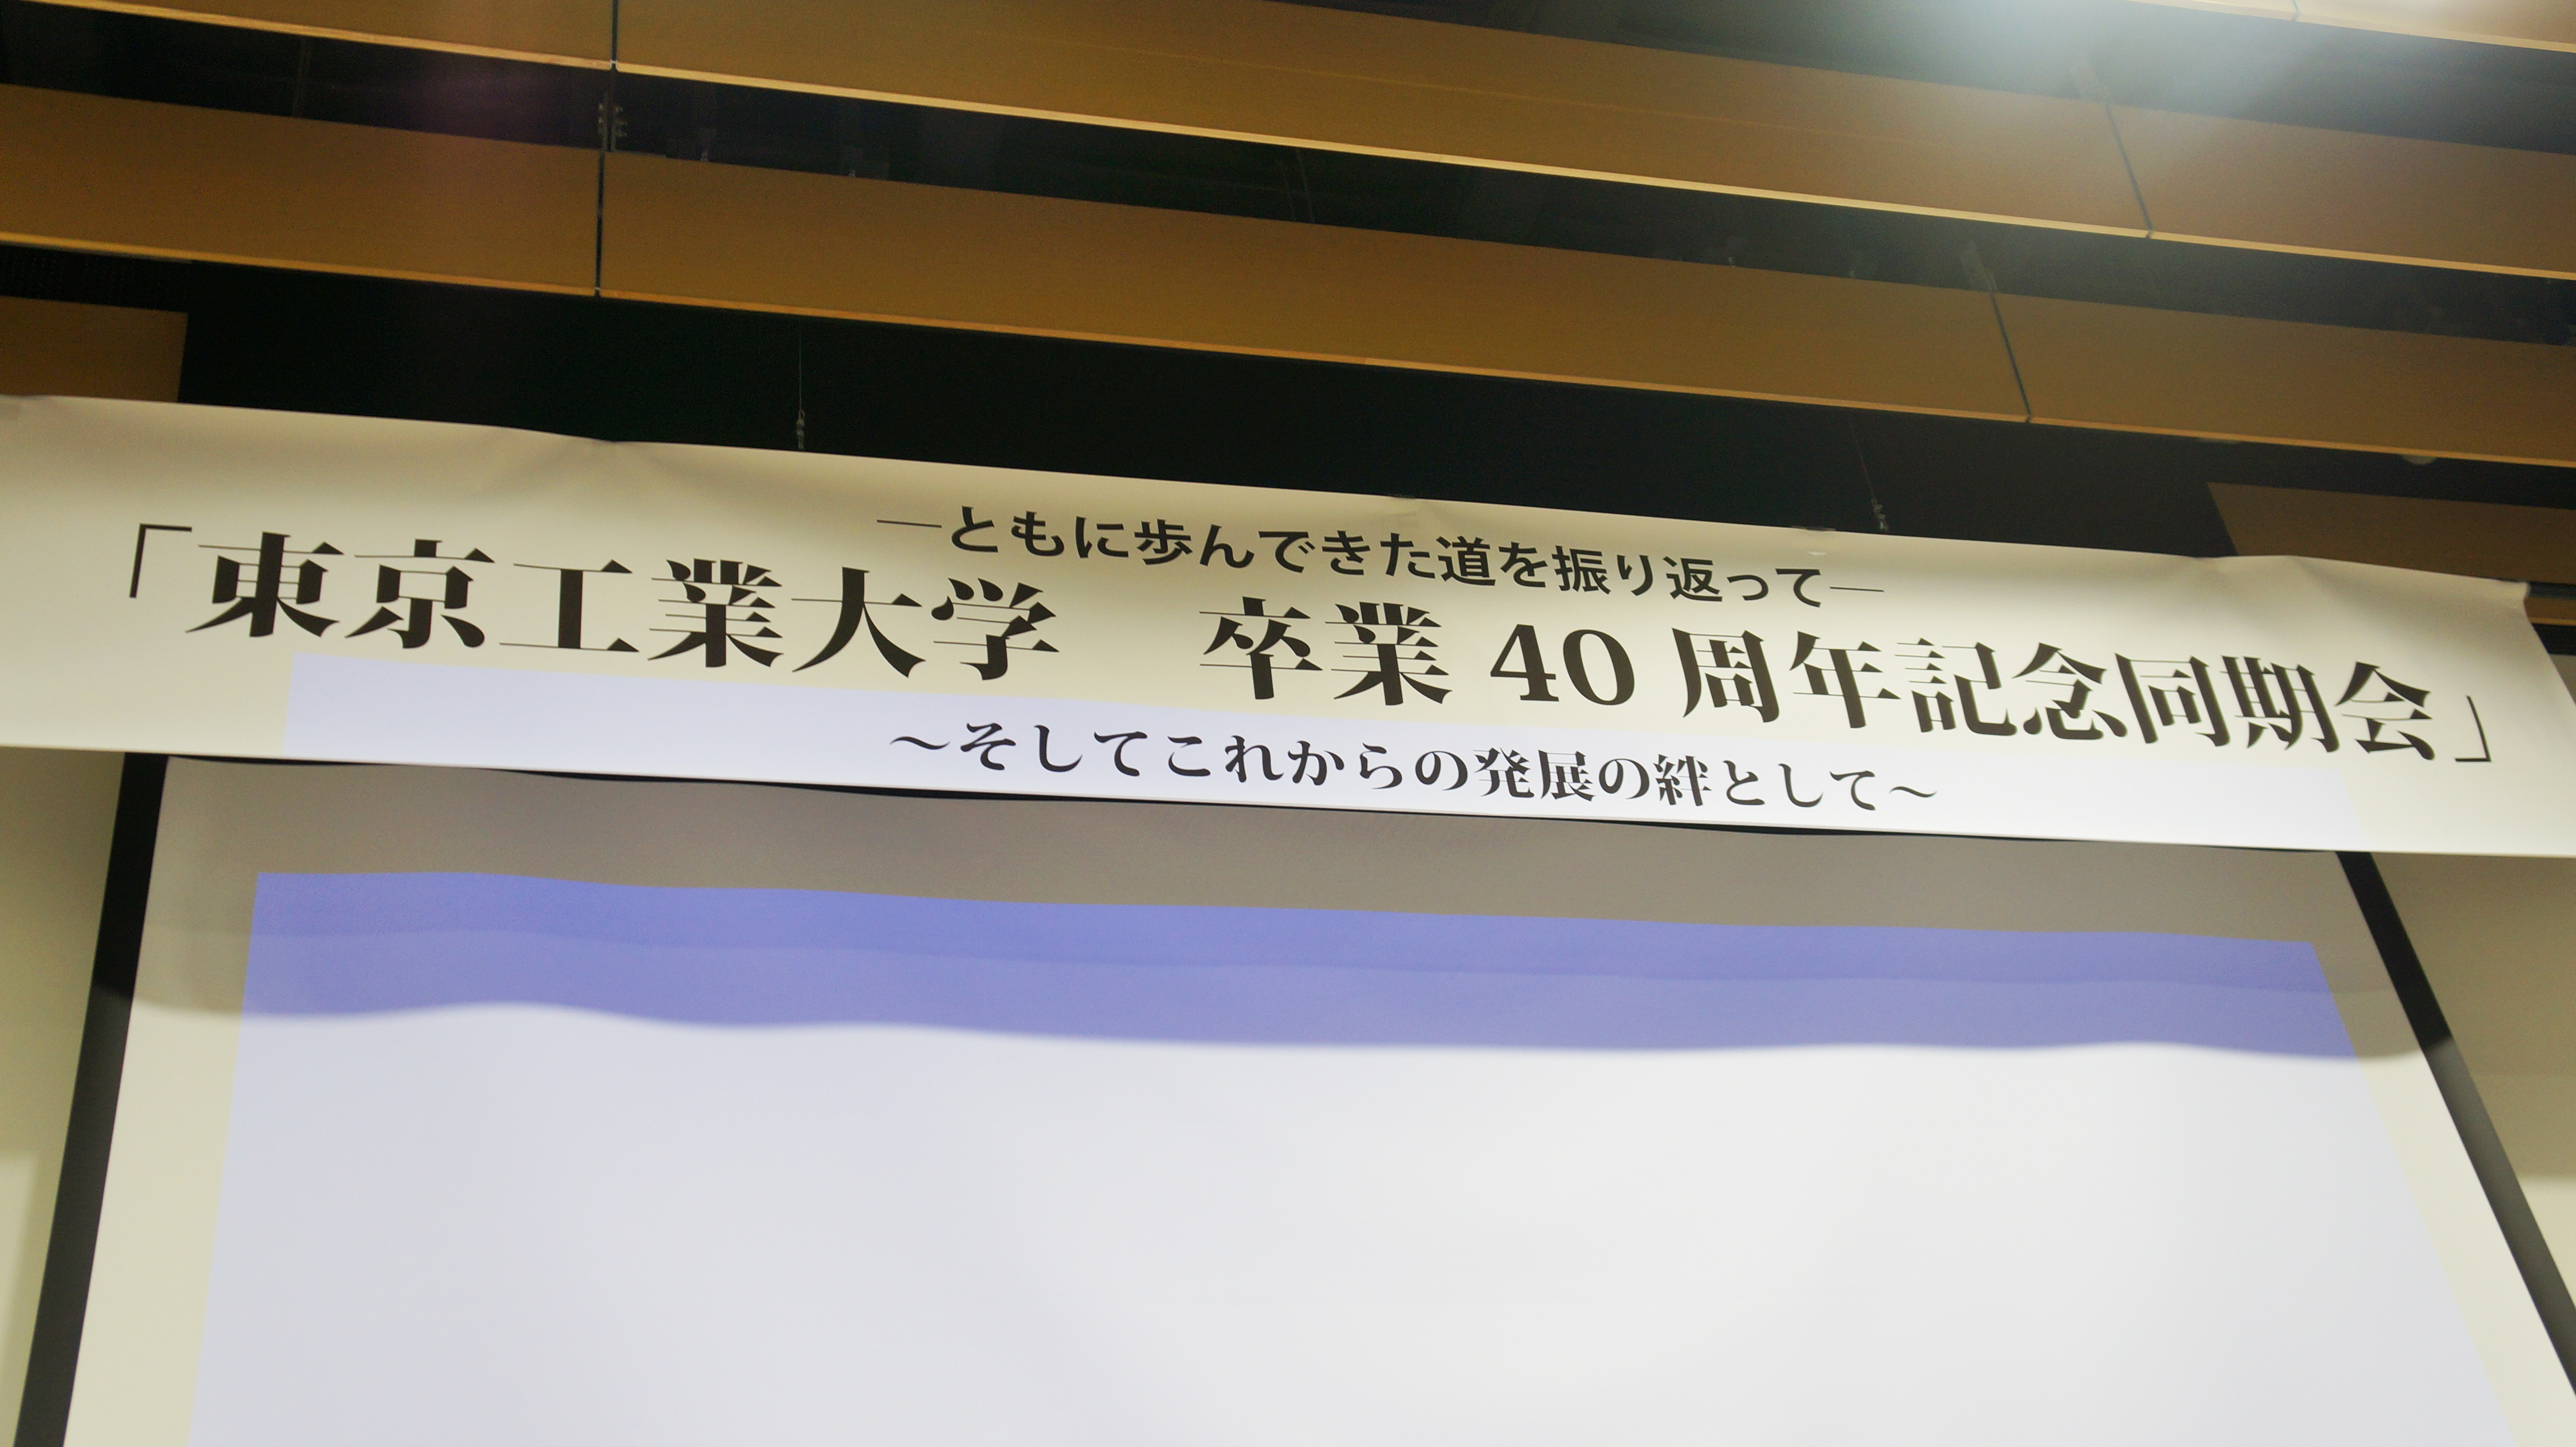 ―ともに歩んできた道を振り返って―
「東京工業大学　卒業 40 周年記念同期会」
～そしてこれからの発展の絆として～